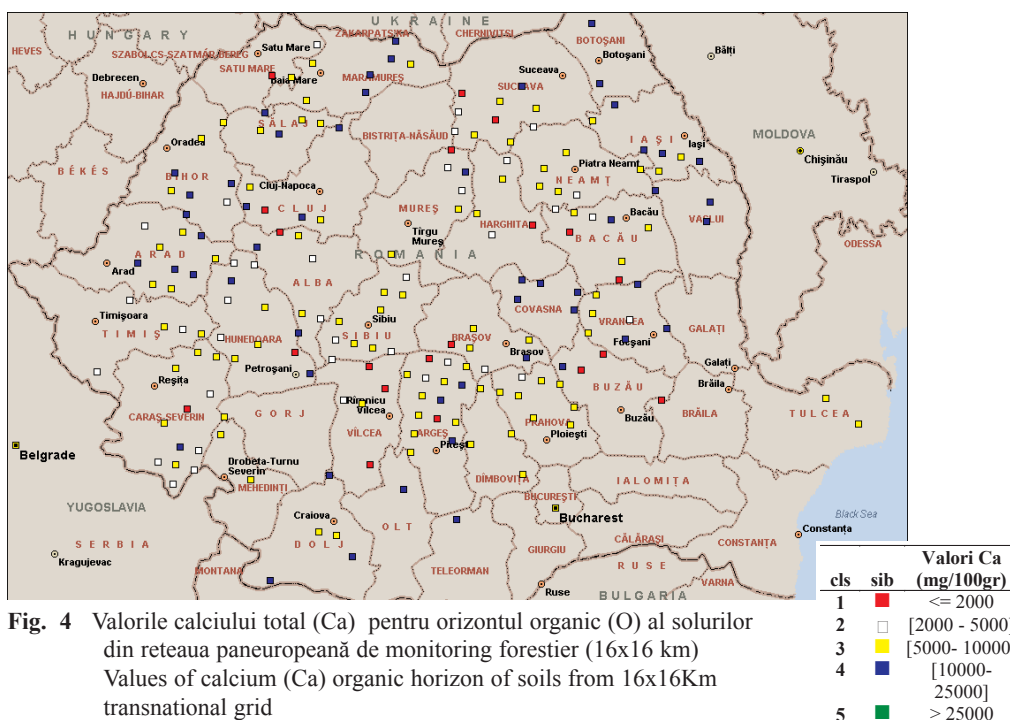 HUNGARY
UKRAINE
HEVES
SZABOLCS-SZATMÁR-BEREG
Satu Mare
SATU MARE
ZAKARPATSKA
CHERNIVITSI
BOTOŞANI
Botoşani
Bălţi
Debrecen
HAJDÚ-BIHAR
Baia Mare
MARAMUREŞ
Suceava
SUCEAVA
MOLDOVA
Oradea
SĂLAJ
BISTRIŢA-NĂSĂUD
IAŞI
Iaşi
Chişinău
Tiraspol
BÉKÉS
BIHOR
Cluj-Napoca
CLUJ
MUREŞ
Piatra Neamt
NEAMŢ
VASLUI
Tîrgu
Mureş
HARGHITA
Bacău
BACĂU
ODESSA
ARAD
Arad
ROMANIA
ALBA
COVASNA
VRANCEA
Focşani
GALAŢI
Timişoara
TIMIŞ
HUNEDOARA
Sibiu
SIBIU
BRAŞOV
Braşov
Galaţi
Brăila
Petroşani
Reşiţa
CARAŞ-SEVERIN
GORJ
Rîmnicu
Vîlcea
VÎLCEA
ARGEŞ
Piteşti
PRAHOVA
Ploieşti
BUZĂU
Buzău
BRĂILA
TULCEA
Belgrade
Drobeta-Turnu
Severin
MEHEDINŢI
DÎMBOVIŢA
IALOMIŢA
YUGOSLAVIA
BUCUREŞTI
Bucharest
Black Sea
Craiova
DOLJ
OLT
SERBIA
Kragujevac
GIURGIU
CĂLĂRAŞI
CONSTANŢA
Constanţa
MONTANA
TELEORMAN
RUSE
Ruse
VARNA
BULGARIA
cls sib Valori Ca
(mg/100gr)
1 <= 2000
2 [2000 - 5000]
3 [5000- 10000
4 [10000-
25000]
5 > 25000
Fig. 4 Valorile calciului total (Ca) pentru orizontul organic (O) al solurilor
din reteaua paneuropeană de monitoring forestier (16x16 km)
Values of calcium (Ca) organic horizon of soils from 16x16Km
transnational grid